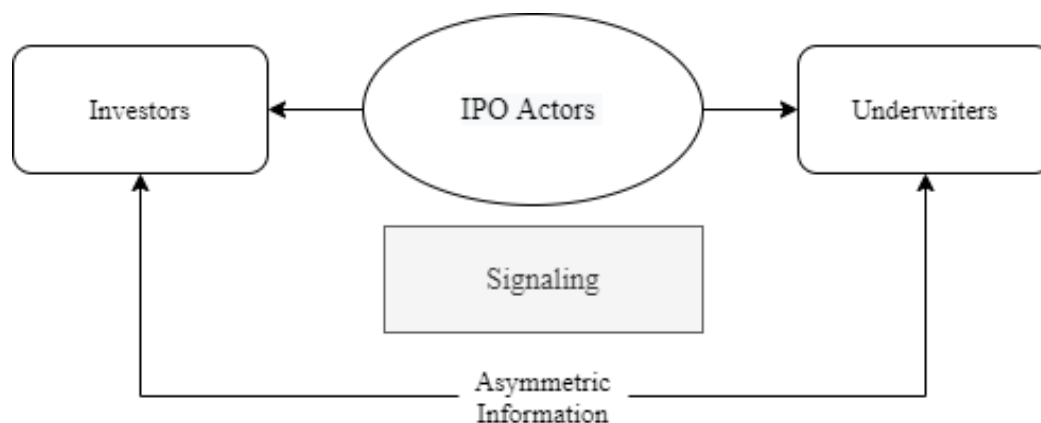 Investors
IPO Actors
Underwriters
Signaling
Asymmetric
Information